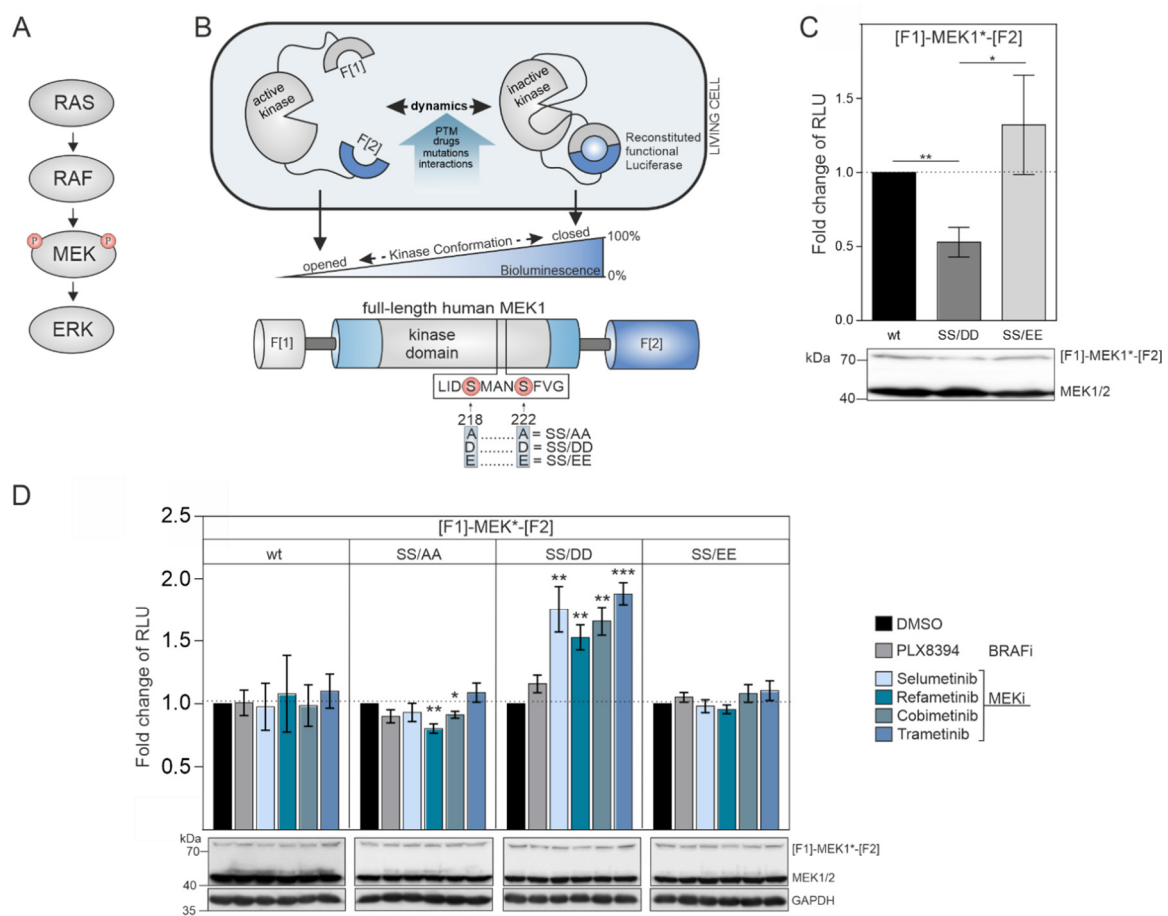 A
RAS
RAF
P
P
MEK
ERK
B
active
kinase
F[1]
F[2]
dynamics
PTM
drugs
mutations
interactions
inactive
kinase
Reconstituted
functional
Luciferase
LIVING CELL
opened
Kinase Conformation
closed
100%
Bioluminescence
0%
full-length human MEK1
F[1]
kinase
domain
F[2]
LIDSMANSFVG
218 222
A ....... A = SS/AA
D ....... D = SS/DD
E ....... E = SS/EE
C
[F1]-MEK1*-[F2]
Fold change of RLU
1.5
1.0
0.5
0.0
**
*
wt SS/DD SS/EE
kDa
70
40
[F1]-MEK1*-[F2]
MEK1/2
D
[F1]-MEK*-[F2]
wt SS/AA SS/DD SS/EE
Fold change of RLU
2.5
2.0
1.5
1.0
0.5
** *
** ** ** ***
DMSO
PLX8394 BRAFi
Selumetinib
Refametinib
Cobimetinib
Trametinib
MEKi
kDa
70
40
35
[F1]-MEK1*-[F2]
MEK1/2
GAPDH